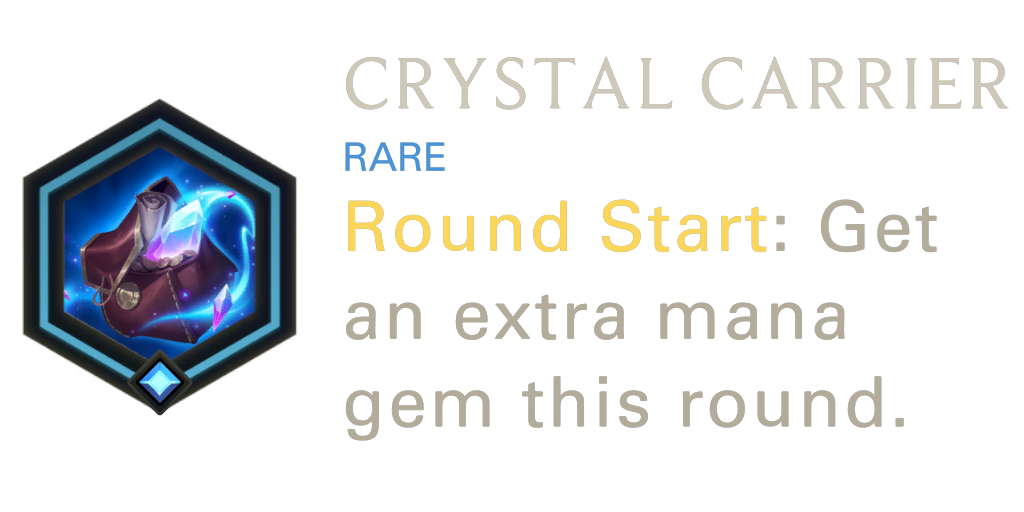 CRYSTAL CARRIER
RARE
Round Start: Get
an extra mana
gem this round.